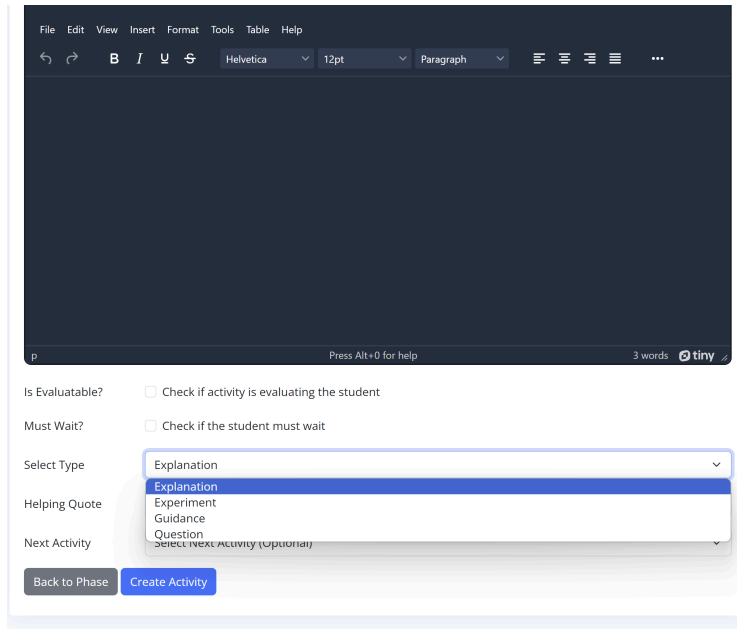 File Edit View Insert Format Tools Table Help
B I U S Helvetica 12pt Paragraph ...
p Press Alt+0 for help 3 words tiny
Is Evaluatable? Check if activity is evaluating the student
Must Wait? Check if the student must wait
Select Type Explanation
Explanation
Experiment
Helping Quote
Guidance
Question
Next Activity Select Next Activity (Optional)
Back to Phase Create Activity